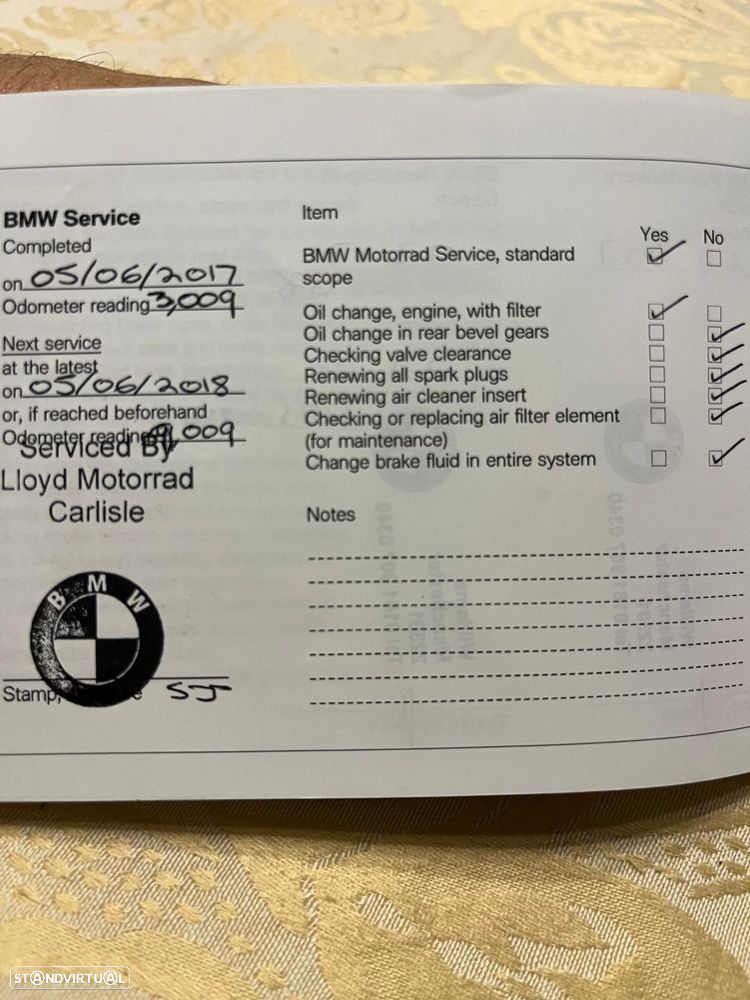 BMW Service
Completed
on 05/06/2017
Odometer reading 3,009
Next service
at the latest
on 05/06/2018
or, if reached beforehand
Odometer reading 9,009
Serviced By
Lloyd Motorrad
Carlisle
BMW
Stamp, SJ
Item
Yes No
BMW Motorrad Service, standard
scope
Oil change, engine, with filter
Oil change in rear bevel gears
Checking valve clearance
Renewing all spark plugs
Renewing air cleaner insert
Checking or replacing air filter element
(for maintenance)
Change brake fluid in entire system
Notes
STANDVIRTUAL